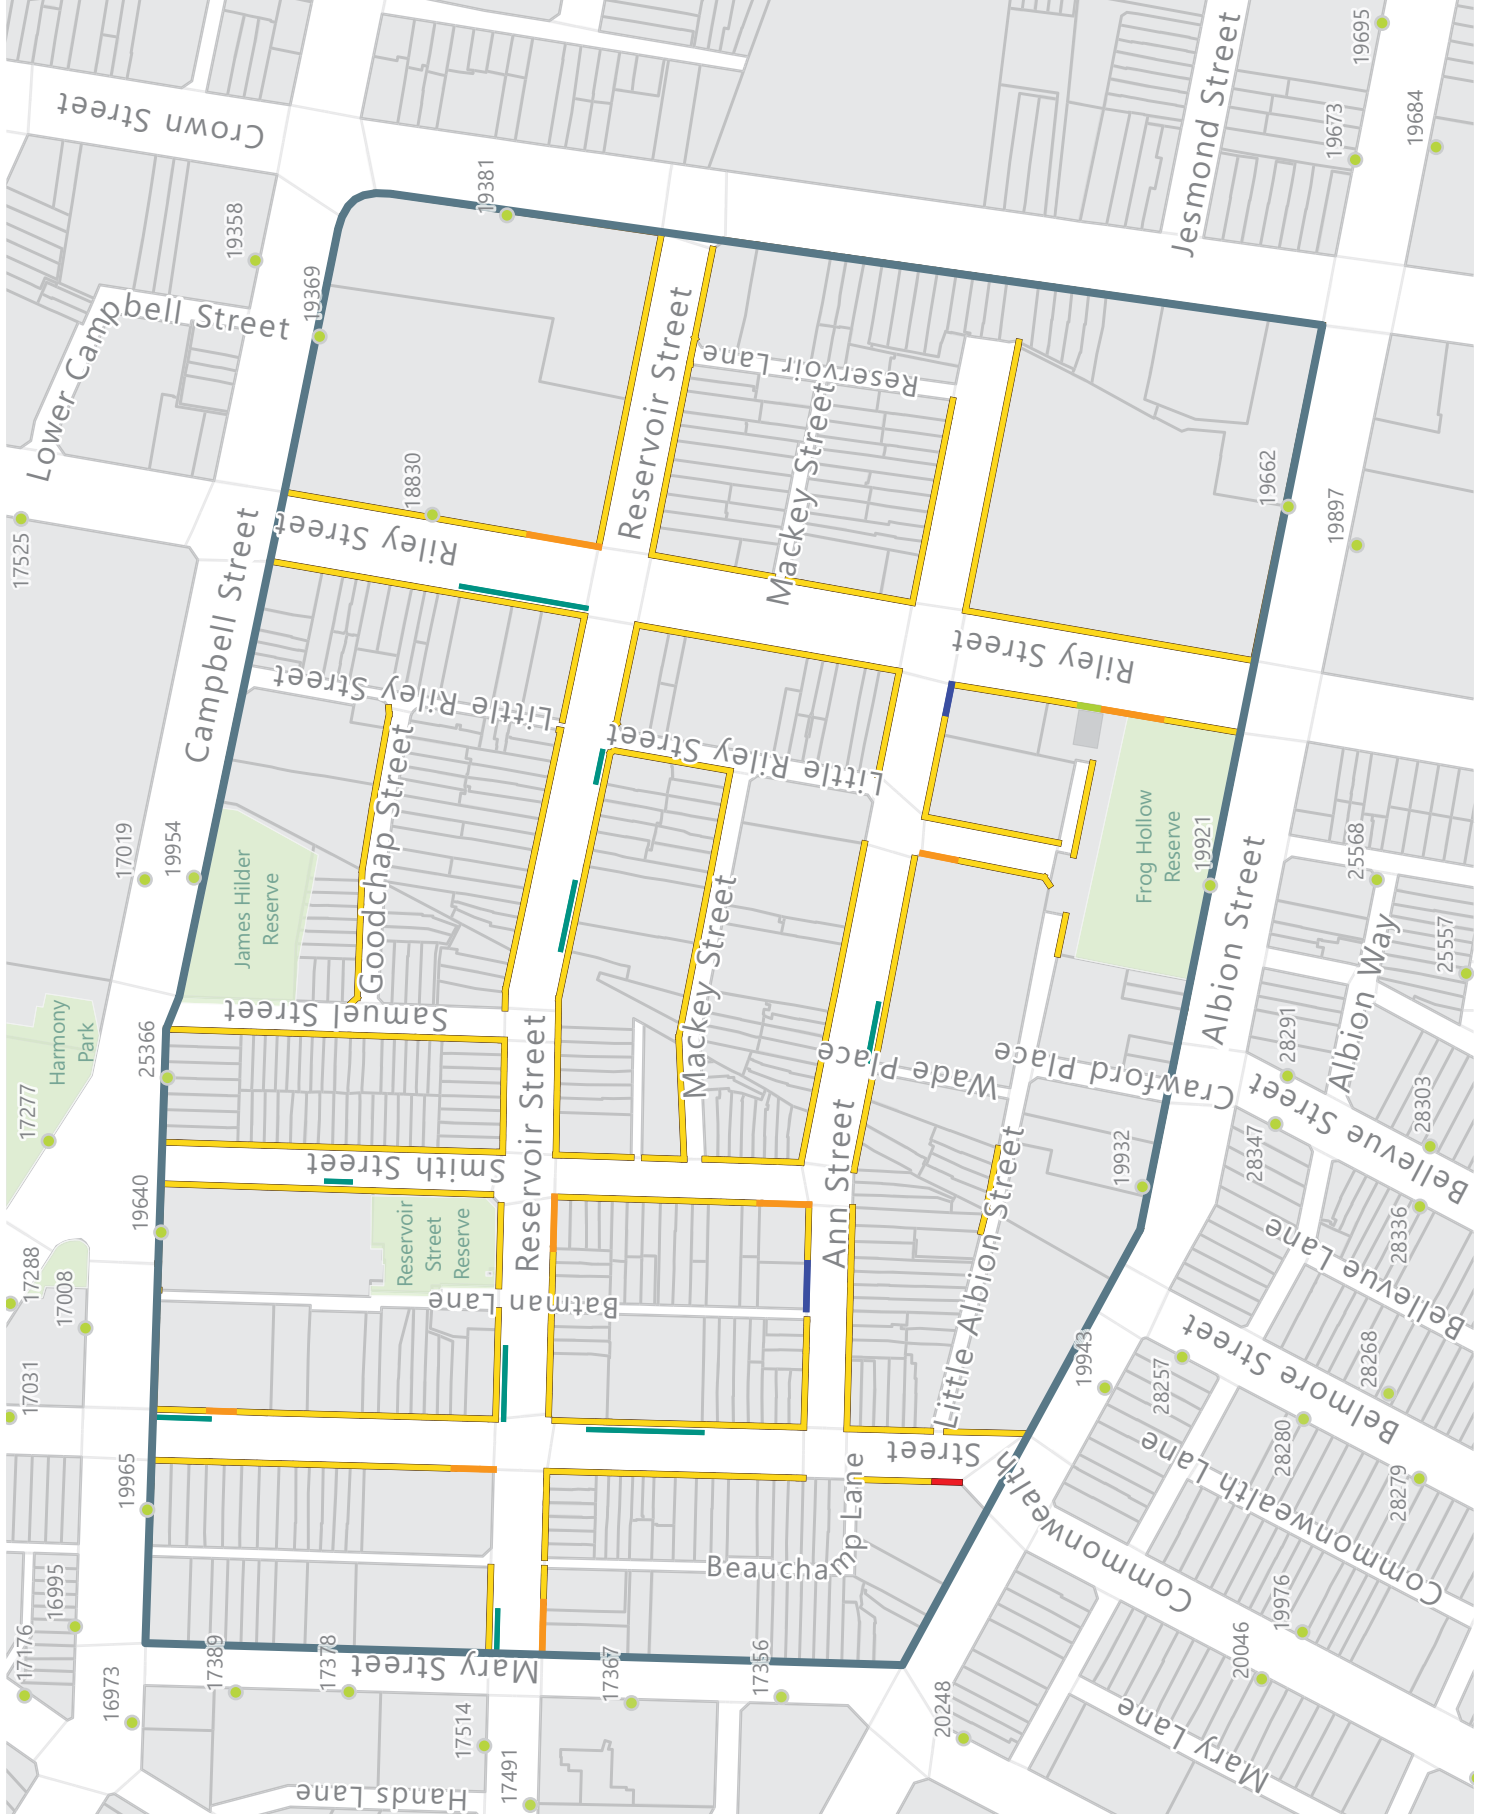 Crown Street
Jesmond Street
19695
19673
19684
19381
19358
19369
Lower Campbell Street
Reservoir Street
Reservoir Lane
Mackey Street
18830
19662
19897
17525
Riley Street
Campbell Street
Riley Street
Little Riley Street
Little Riley Street
Goodchap Street
17019
19954
James Hilder
Reserve
Frog Hollow
Reserve
19921
Albion Street
25568
Albion Way
25557
Mackey Street
Samuel Street
Harmony
Park
25366
17277
Reservoir Street
Wade Place
Crawford Place
28291
28303
28347
Bellevue Street
Smith Street
Ann Street
Little Albion Street
19932
19640
Reservoir
Street
Reserve
Batman Lane
28336
Bellevue Lane
17288
17008
17031
19943
28257
28268
Belmore Street
28280
28279
Commonwealth Lane
Commonwealth Street
19965
Beauchamp Lane
16995
19976
20046
17176
16973
17389
17378
Mary Street
17367
17356
20248
Mary Lane
17514
17491
Hands Lane